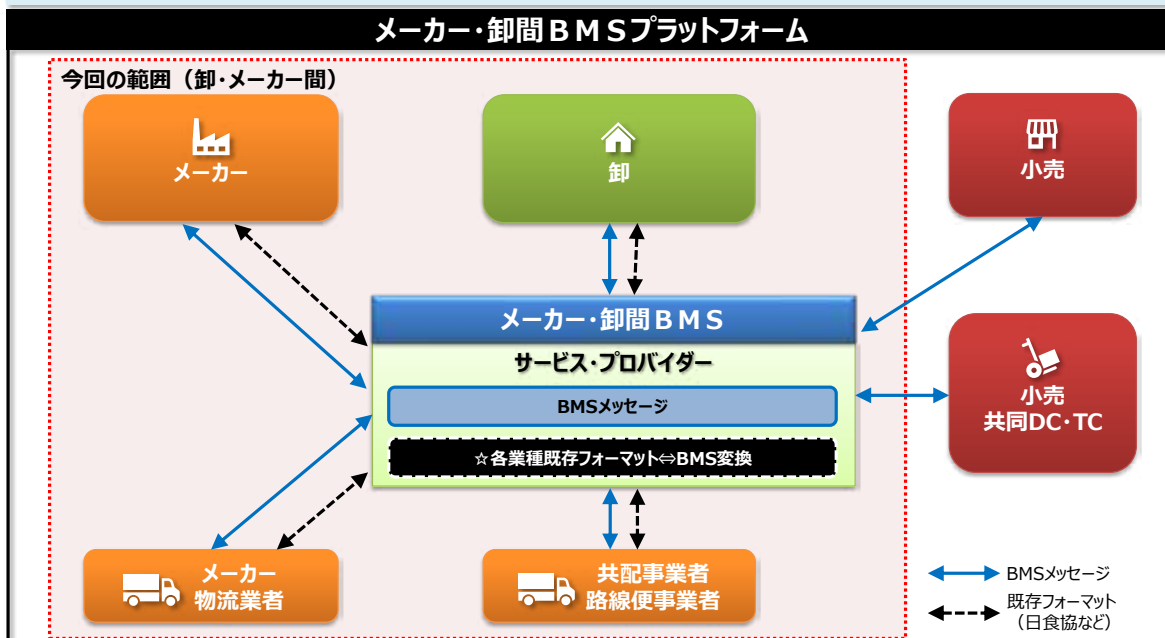 メーカー・卸間ＢＭＳプラットフォーム
今回の範囲（卸・メーカー間）
メーカー
卸
小売
メーカー・卸間ＢＭＳ
サービス・プロバイダー
BMSメッセージ
☆各業種既存フォーマット⇔BMS変換
小売
共同DC・TC
メーカー
物流業者
共配事業者
路線便事業者
BMSメッセージ
既存フォーマット
（日食協など）